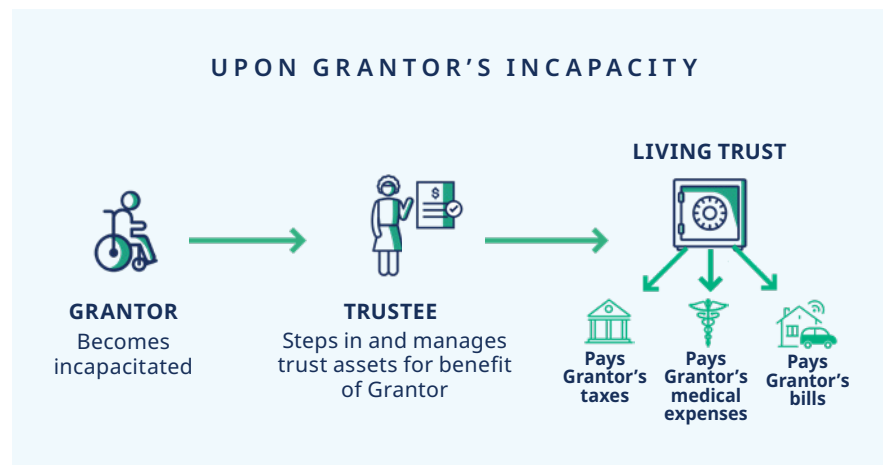 UPON GRANTOR’S INCAPACITY
LIVING TRUST
$
GRANTOR
Becomes
incapacitated
TRUSTEE
Steps in and manages
trust assets for benefit
of Grantor
Pays
Grantor’s
taxes
Pays
Grantor’s
medical
expenses
Pays
Grantor’s
bills